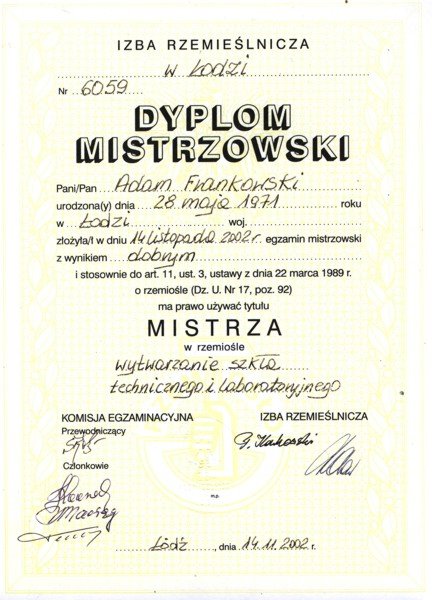 IZBA RZEMIEŚLNICZA
w Łodzi
Nr 6059
DYPLOM
MISTRZOWSKI
Pani/Pan Adam Frankowski
urodzona(y) dnia 28 maja 1971 roku
w Łodzi woj.
złożyła/ł w dniu 14 listopada 2002 r. egzamin mistrzowski
z wynikiem dobrym
i stosownie do art. 11, ust. 3, ustawy z dnia 22 marca 1989 r.
o rzemiośle (Dz. U. Nr 17, poz. 92)
ma prawo używać tytułu
MISTRZA
w rzemiośle
wytwarzanie szkła
technicznego i laboratoryjnego
KOMISJA EGZAMINACYJNA IZBA RZEMIEŚLNICZA
Przewodniczący
Członkowie
m.p.
Łódź, dnia 14.11.2002 r.